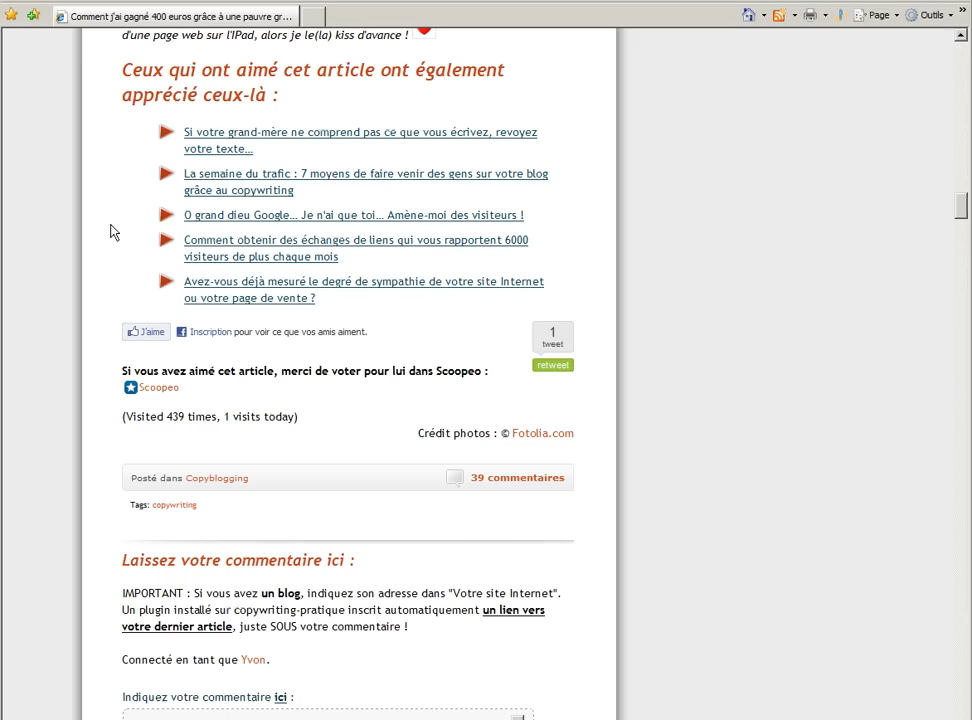 Comment j'ai gagné 400 euros grâce à une pauvre gr...
Page
Outils
d'une page web sur l'IPad, alors je le(la) kiss d'avance !
Ceux qui ont aimé cet article ont également
apprécié ceux-là :
Si votre grand-mère ne comprend pas ce que vous écrivez, revoyez
votre texte…
La semaine du trafic : 7 moyens de faire venir des gens sur votre blog
grâce au copywriting
O grand dieu Google… Je n'ai que toi… Amène-moi des visiteurs !
Comment obtenir des échanges de liens qui vous rapportent 6000
visiteurs de plus chaque mois
Avez-vous déjà mesuré le degré de sympathie de votre site Internet
ou votre page de vente ?
J'aime
Inscription pour voir ce que vos amis aiment.
1
tweet
retweet
Si vous avez aimé cet article, merci de voter pour lui dans Scoopeo :
Scoopeo
(Visited 439 times, 1 visits today)
Crédit photos : © Fotolia.com
Posté dans Copyblogging
39 commentaires
Tags: copywriting
Laissez votre commentaire ici :
IMPORTANT : Si vous avez un blog, indiquez son adresse dans "Votre site Internet".
Un plugin installé sur copywriting-pratique inscrit automatiquement un lien vers
votre dernier article, juste SOUS votre commentaire !
Connecté en tant que Yvon.
Indiquez votre commentaire ici :